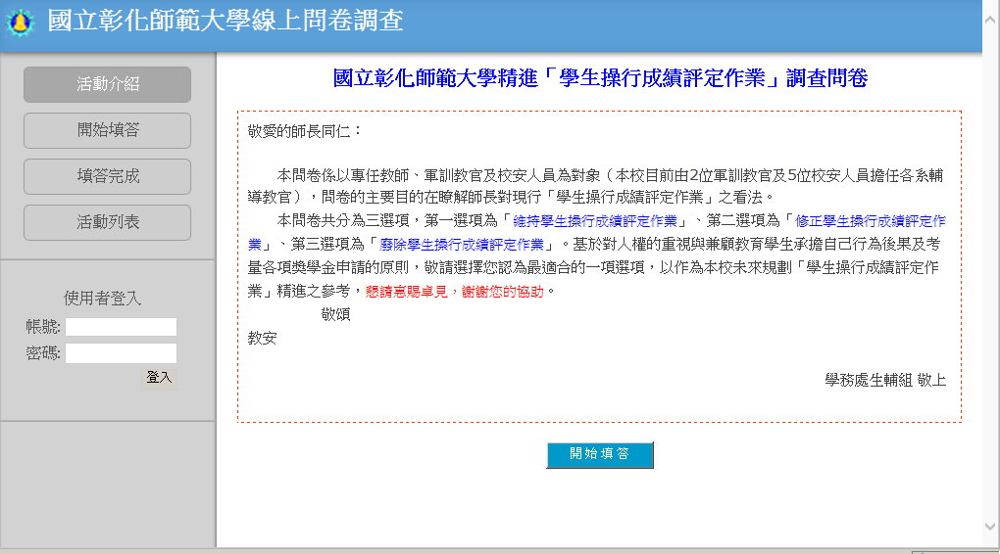 國立彰化師範大學線上問卷調查
活動介紹
開始填答
填答完成
活動列表
使用者登入
帳號:
密碼:
登入
國立彰化師範大學精進「學生操行成績評定作業」調查問卷
敬愛的師長同仁：
本問卷係以專任教師、軍訓教官及校安人員為對象（本校目前由2位軍訓教官及5位校安人員擔任各系輔
導教官），問卷的主要目的在瞭解師長對現行「學生操行成績評定作業」之看法。
本問卷共分為三選項，第一選項為「維持學生操行成績評定作業」、第二選項為「修正學生操行成績評定作
業」、第三選項為「廢除學生操行成績評定作業」。基於對人權的重視與兼顧教育學生承擔自己行為後果及考
量各項獎學金申請的原則，敬請選擇您認為最適合的一項選項，以作為本校未來規劃「學生操行成績評定作
業」精進之參考，懇請惠賜卓見，謝謝您的協助。
敬頌
教安
學務處生輔組 敬上
開始填答